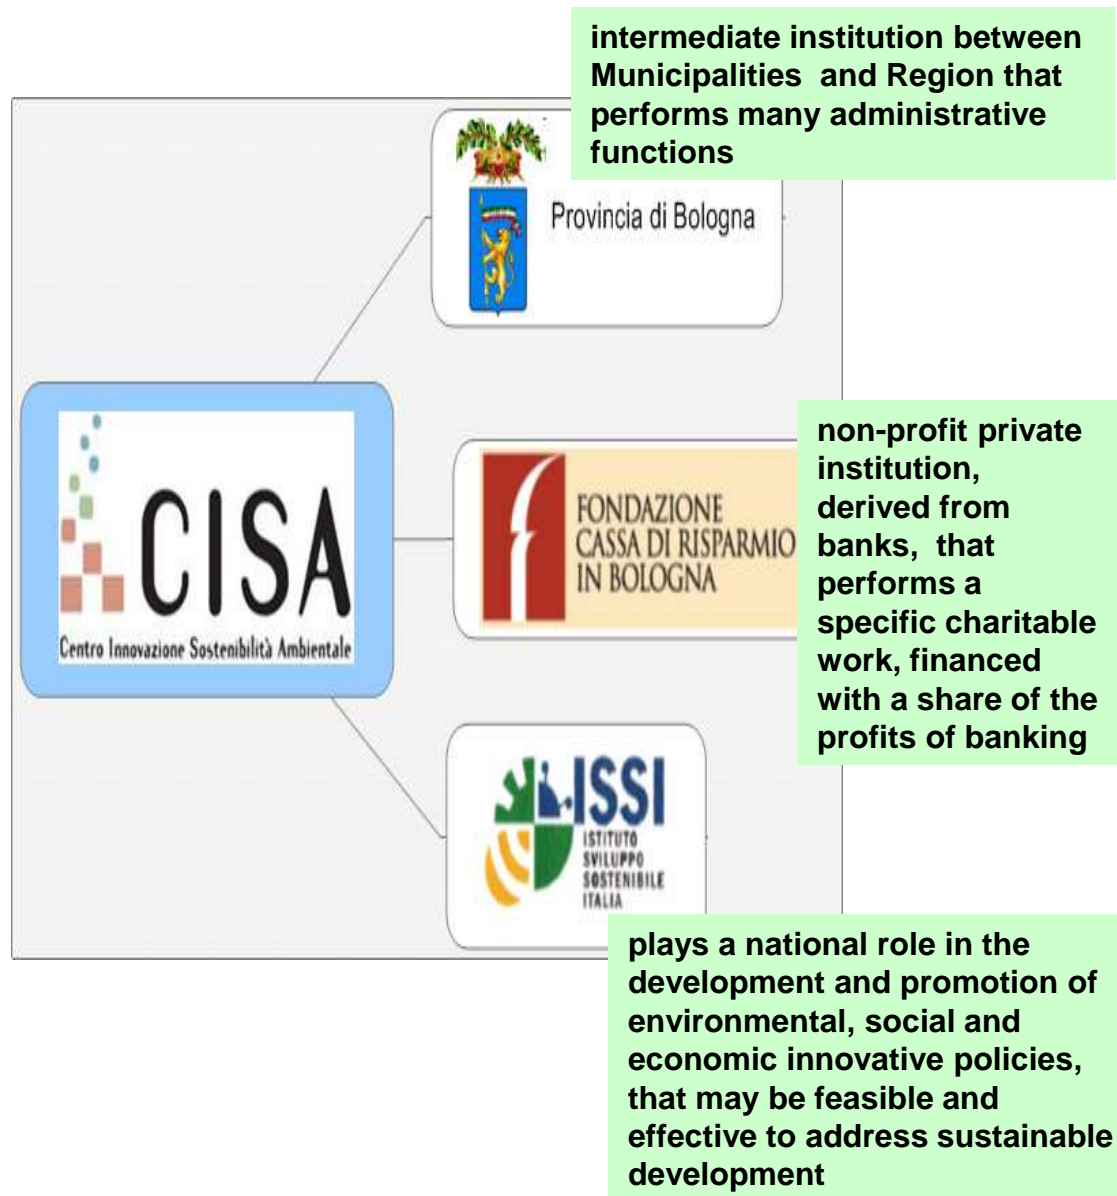 intermediate institution between
Municipalities and Region that
performs many administrative
functions
Provincia di Bologna
CISA
Centro Innovazione Sostenibilità Ambientale
FONDAZIONE
CASSA DI RISPARMIO
IN BOLOGNA
non-profit private
institution,
derived from
banks, that
performs a
specific charitable
work, financed
with a share of the
profits of banking
ISSI
ISTITUTO
SVILUPPO
SOSTENIBILE
ITALIA
plays a national role in the
development and promotion of
environmental, social and
economic innovative policies,
that may be feasible and
effective to address sustainable
development